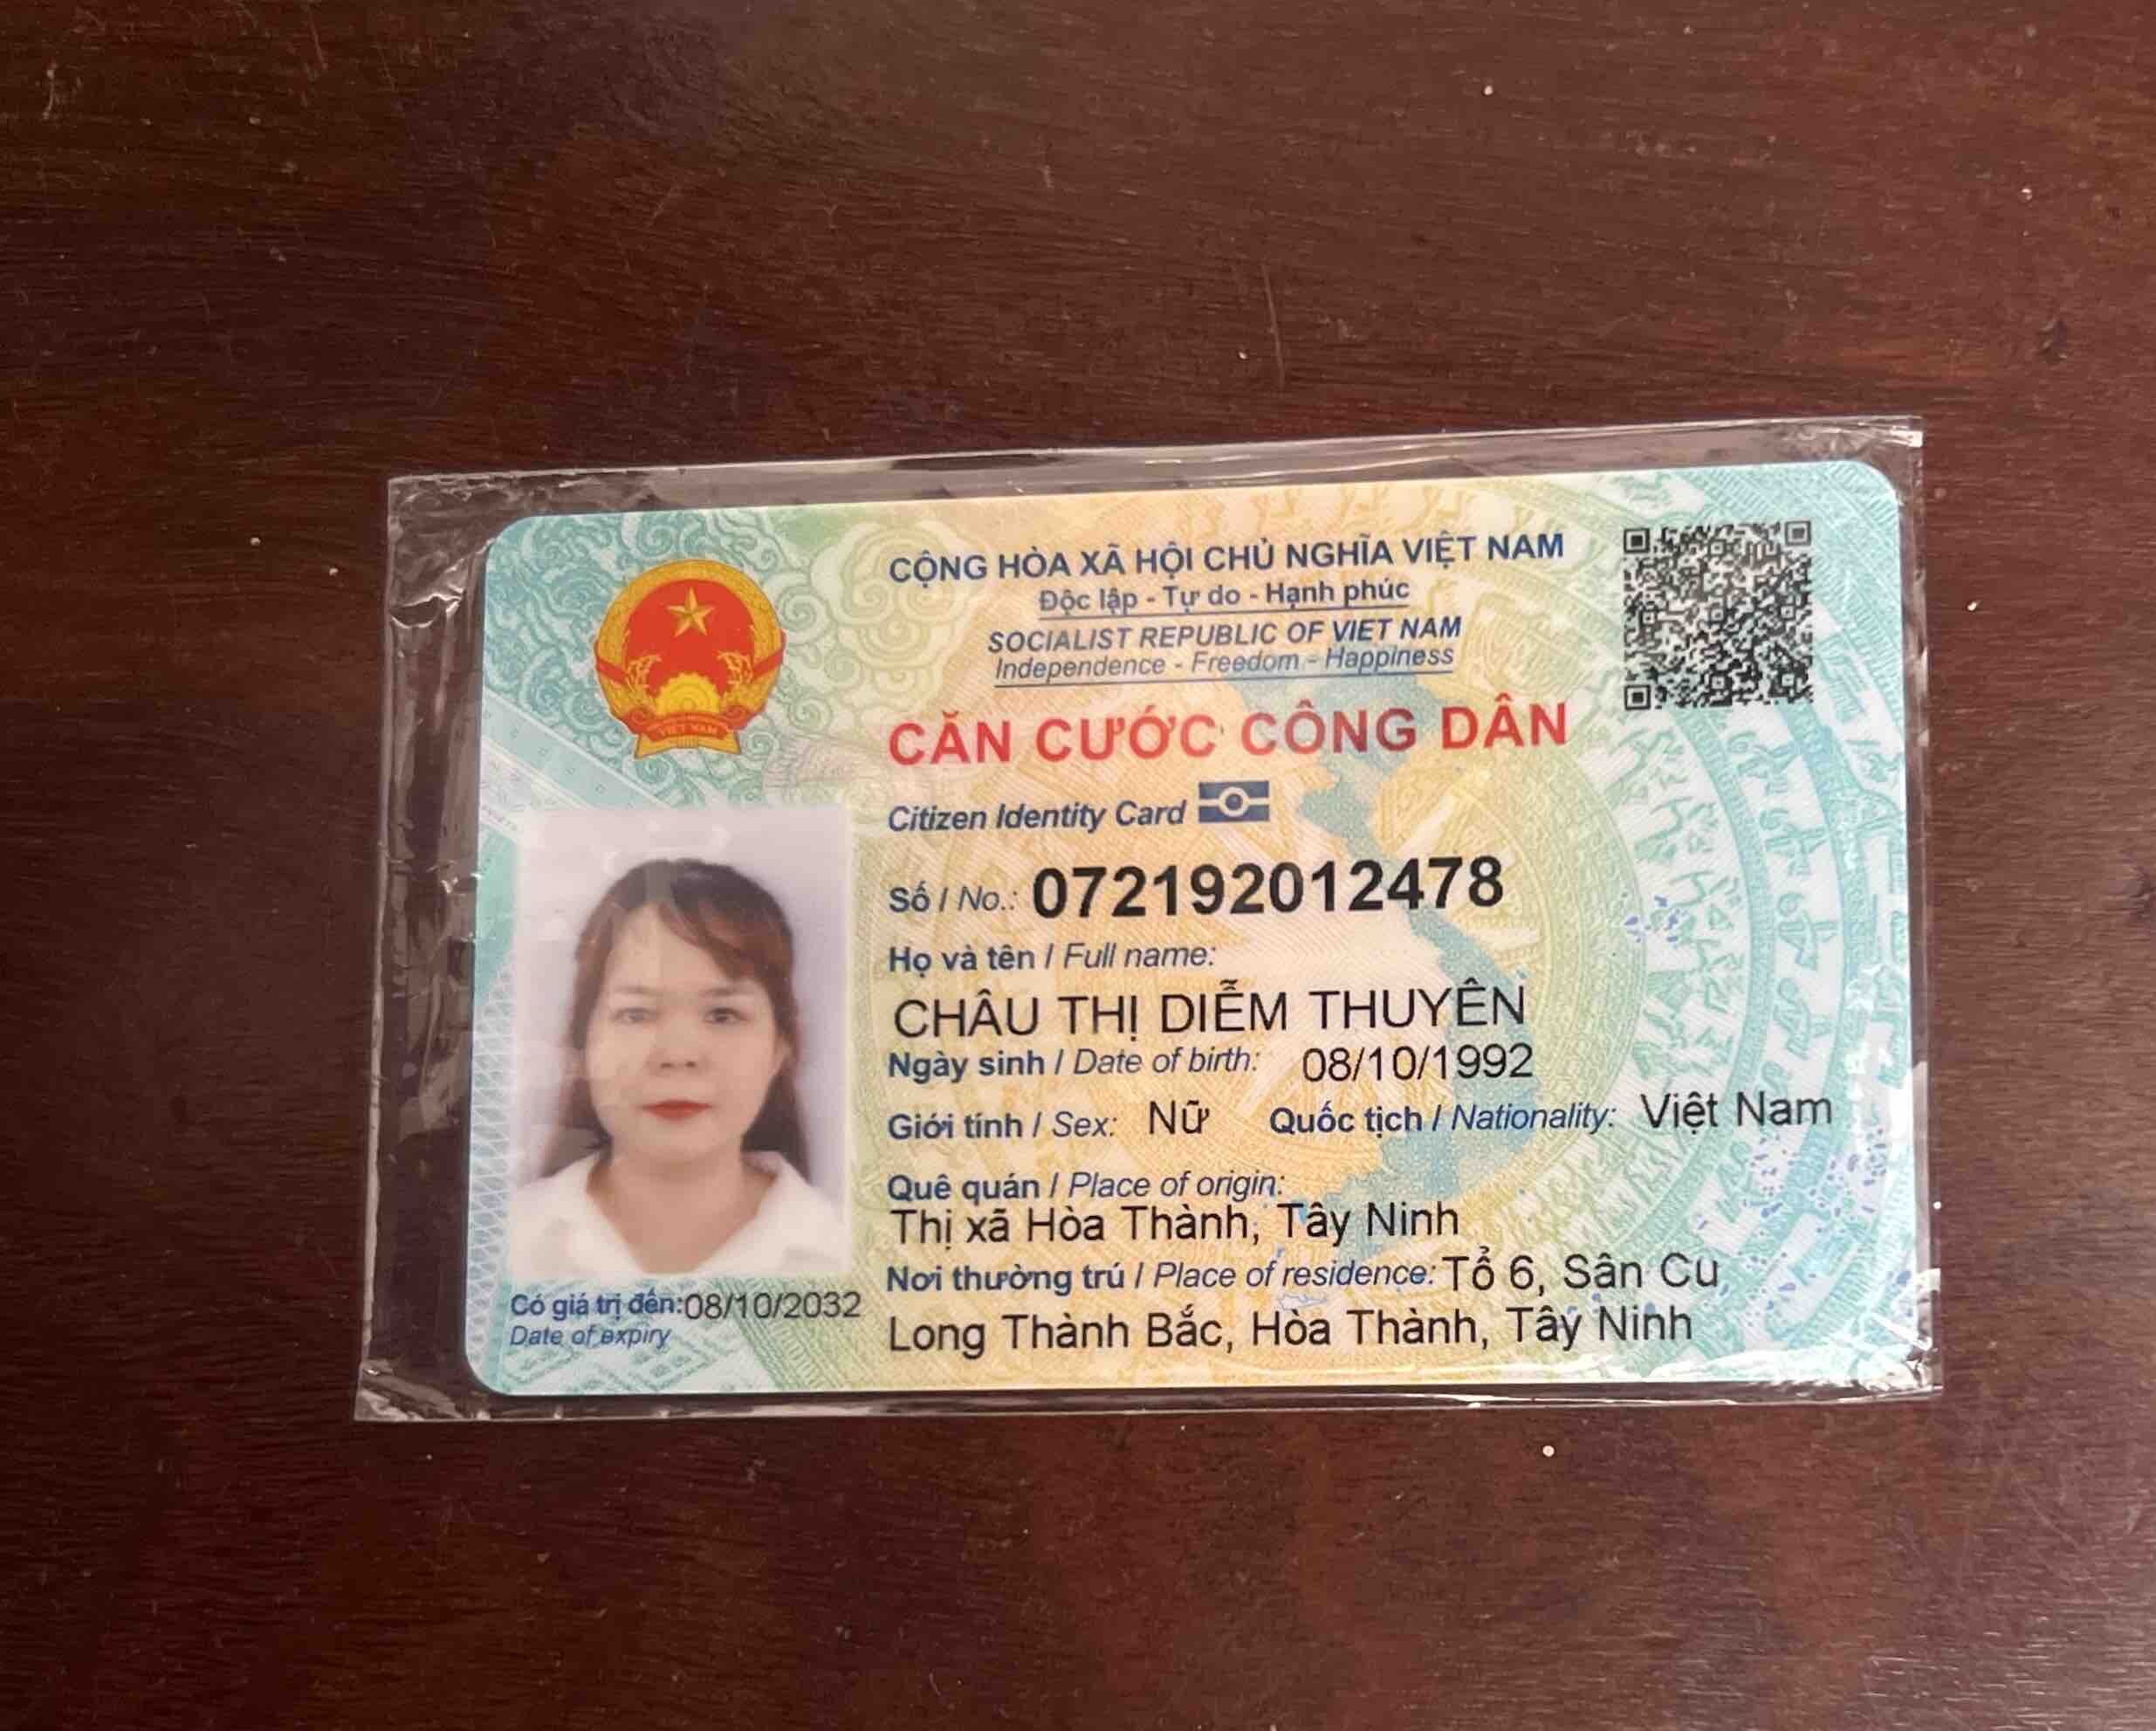 CỘNG HÒA XÃ HỘI CHỦ NGHĨA VIỆT NAM
Độc lập - Tự do - Hạnh phúc
SOCIALIST REPUBLIC OF VIET NAM
Independence - Freedom - Happiness
CĂN CƯỚC CÔNG DÂN
Citizen Identity Card
Số / No.: 072192012478
Họ và tên / Full name:
CHÂU THỊ DIỄM THUYÊN
Ngày sinh / Date of birth: 08/10/1992
Giới tính / Sex: Nữ Quốc tịch / Nationality: Việt Nam
Quê quán / Place of origin:
Thị xã Hòa Thành, Tây Ninh
Nơi thường trú / Place of residence: Tổ 6, Sân Cu,
Long Thành Bắc, Hòa Thành, Tây Ninh
Có giá trị đến: 08/10/2032
Date of expiry
VIỆT NAM